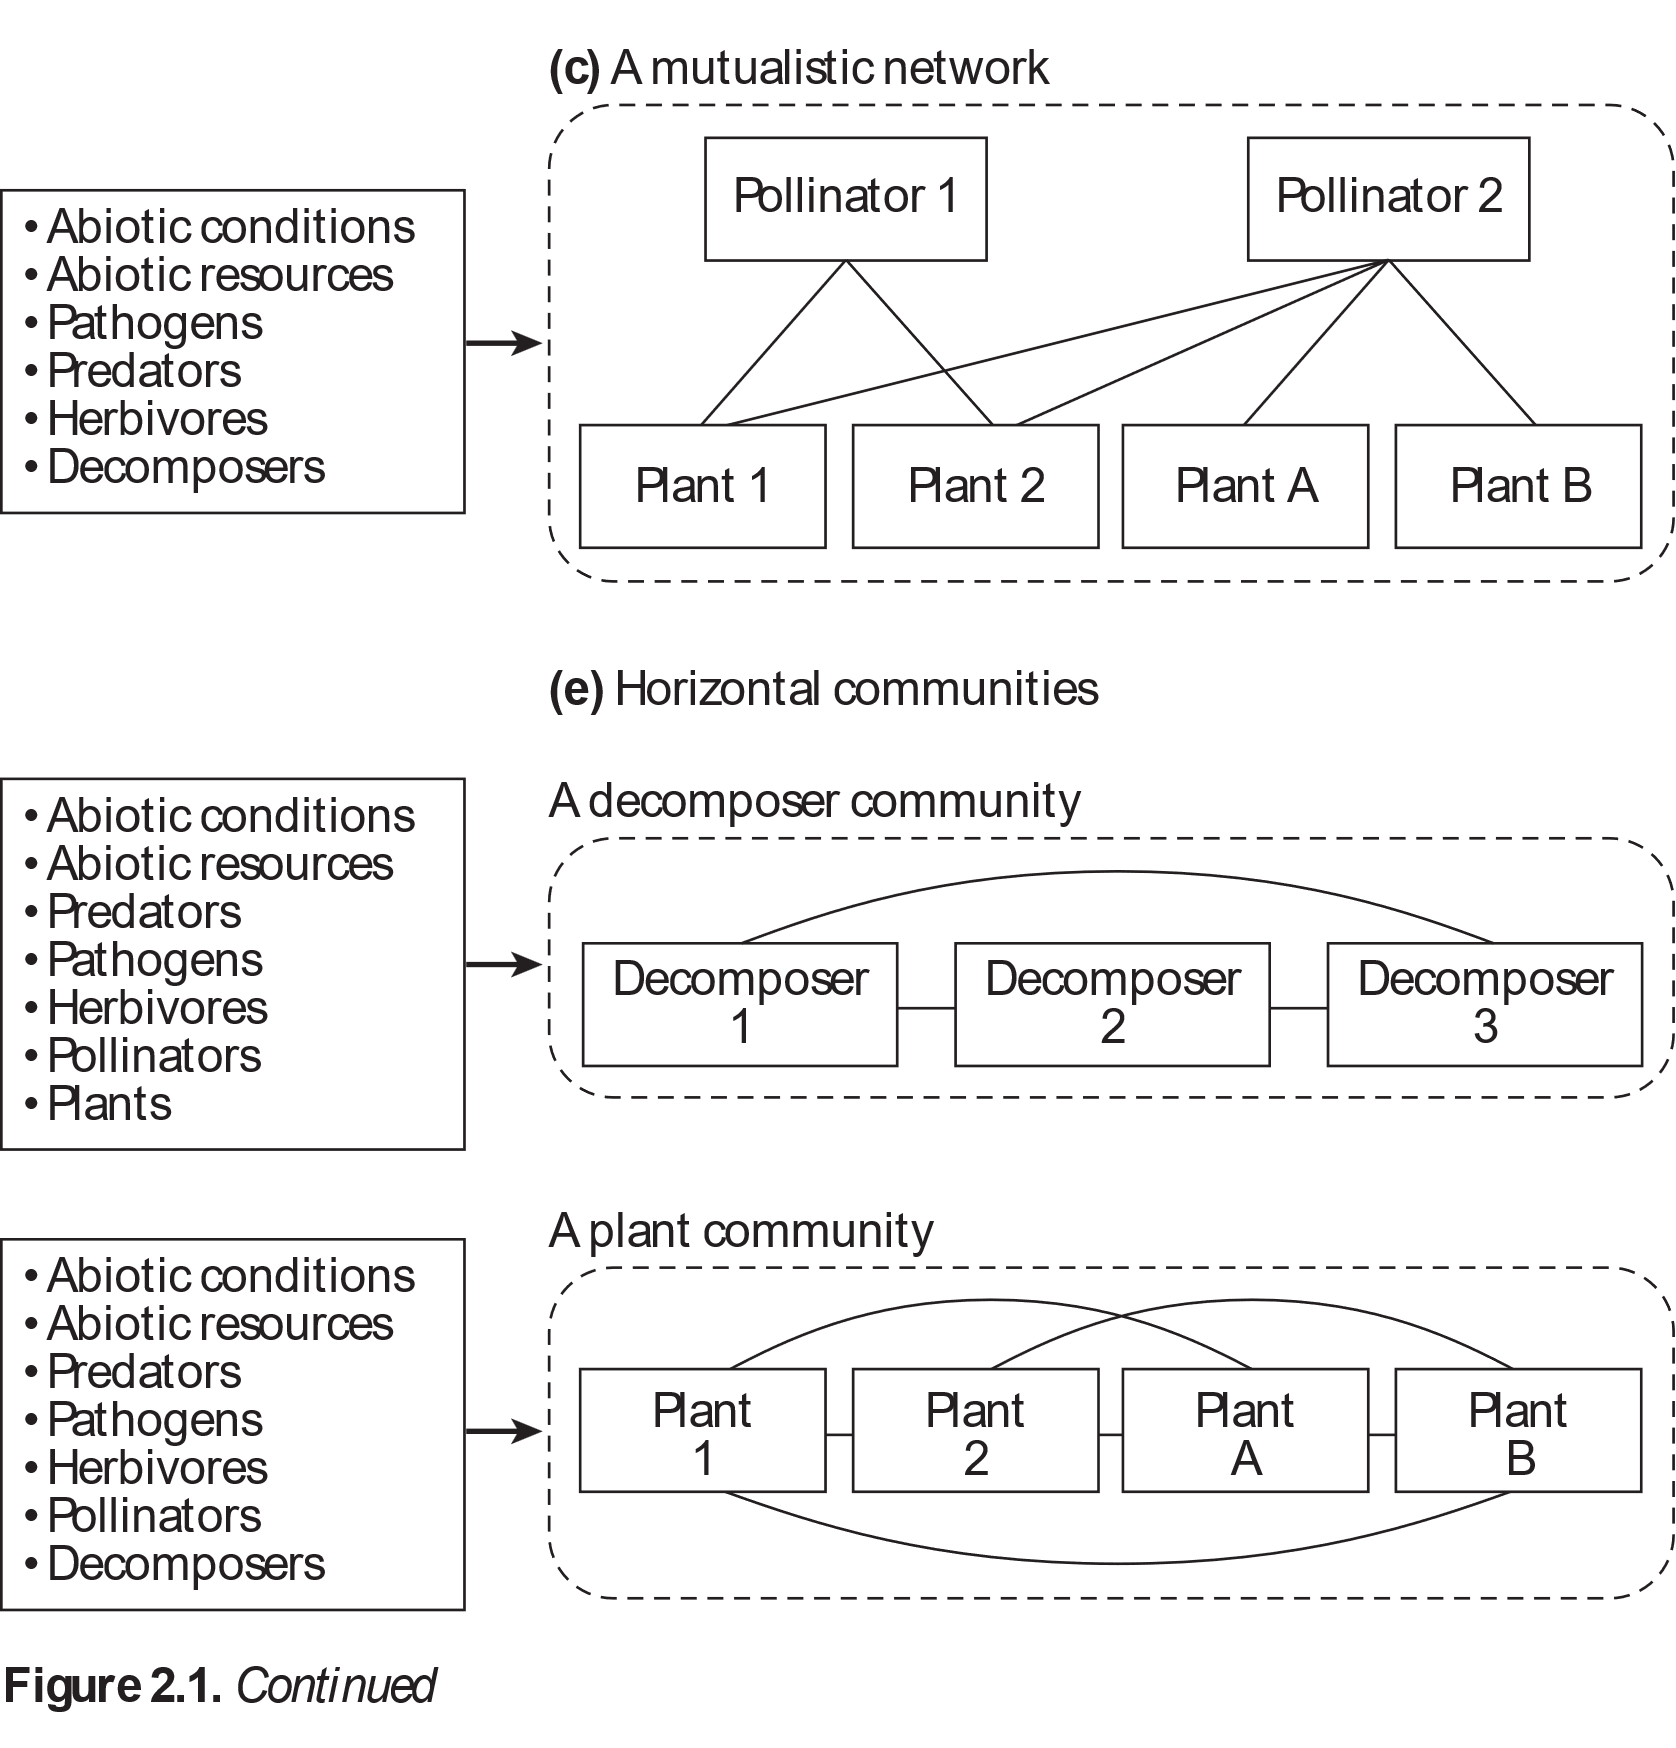 (c) A mutualistic network
• Abiotic conditions
• Abiotic resources
• Pathogens
• Predators
• Herbivores
• Decomposers
Pollinator 1
Pollinator 2
Plant 1
Plant 2
Plant A
Plant B
(e) Horizontal communities
• Abiotic conditions
• Abiotic resources
• Predators
• Pathogens
• Herbivores
• Pollinators
• Plants
A decomposer community
Decomposer
1
Decomposer
2
Decomposer
3
• Abiotic conditions
• Abiotic resources
• Predators
• Pathogens
• Herbivores
• Pollinators
• Decomposers
A plant community
Plant
1
Plant
2
Plant
A
Plant
B
Figure 2.1. Continued